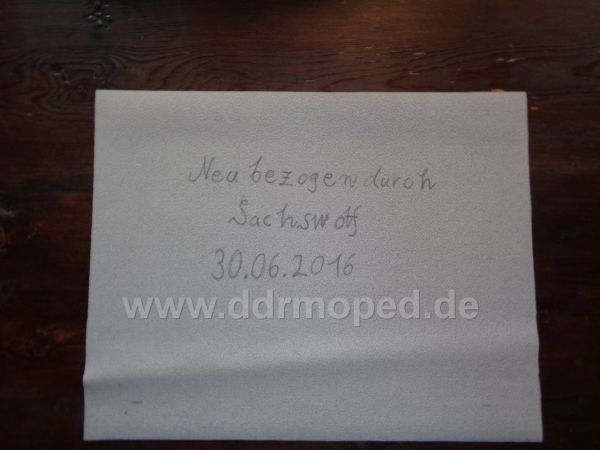 Neu bezogen durch
Sachswolf
30.06.2016
www.ddrmoped.de